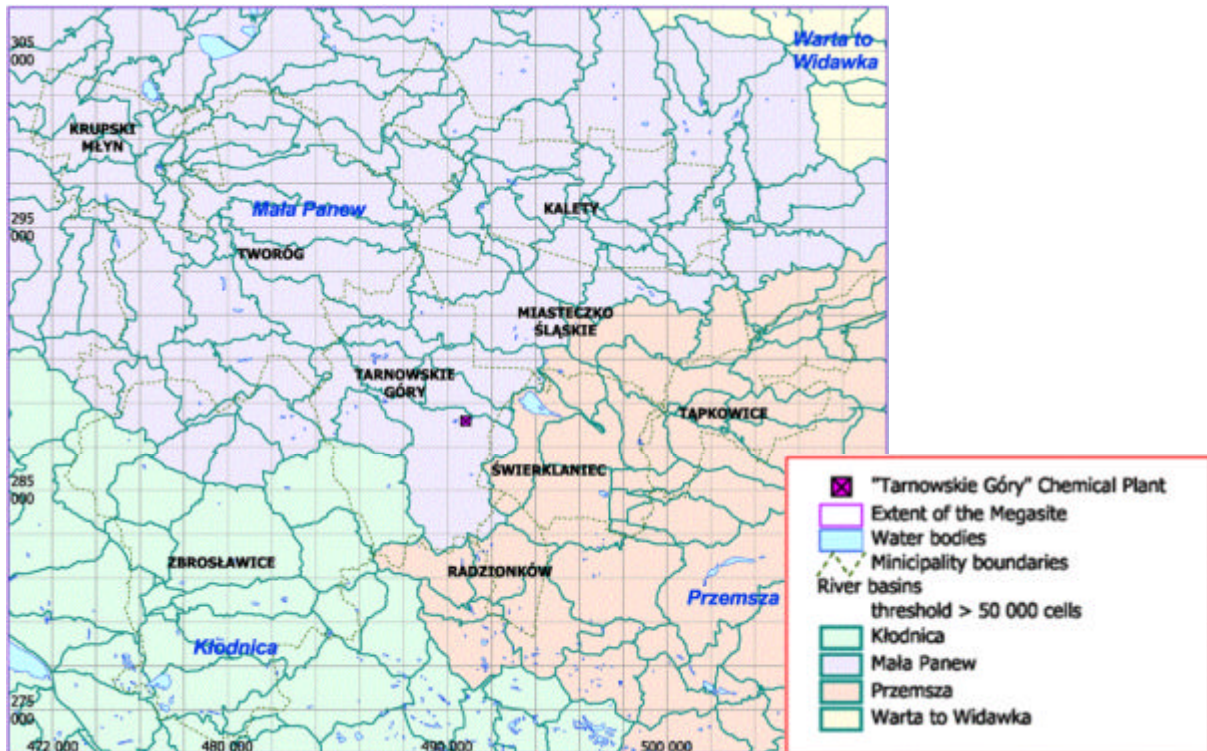 305
000
Warta to
Widawka
KRUPSKI
MŁYN
Mała Panew
KALETY
295
000
TWORÓG
MIASTECZKO
ŚLĄSKIE
TARNOWSKIE
GÓRY
TĄPKOWICE
ŚWIERKLANIEC
285
000
ZBROSŁAWICE
RADZIONKÓW
Przemsza
Kłodnica
275
000
472 000
480 000
490 000
500 000
"Tarnowskie Góry" Chemical Plant
Extent of the Megasite
Water bodies
Minicipality boundaries
River basins
threshold > 50 000 cells
Kłodnica
Mała Panew
Przemsza
Warta to Widawka